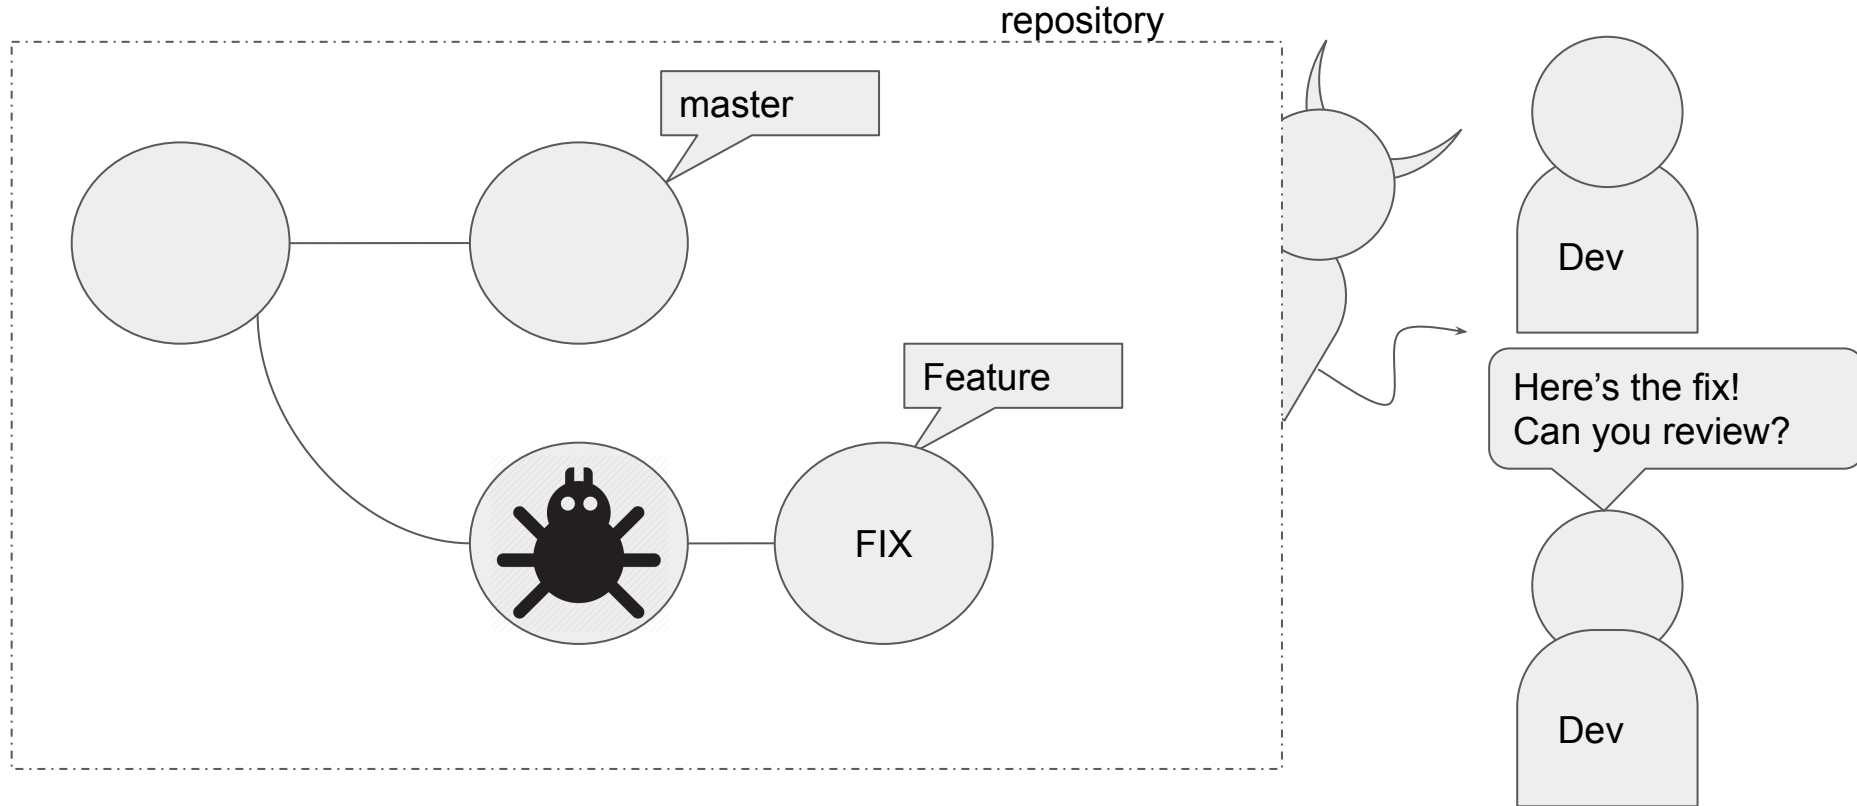 repository
master
Dev
Feature
Here’s the fix!
Can you review?
FIX
Dev